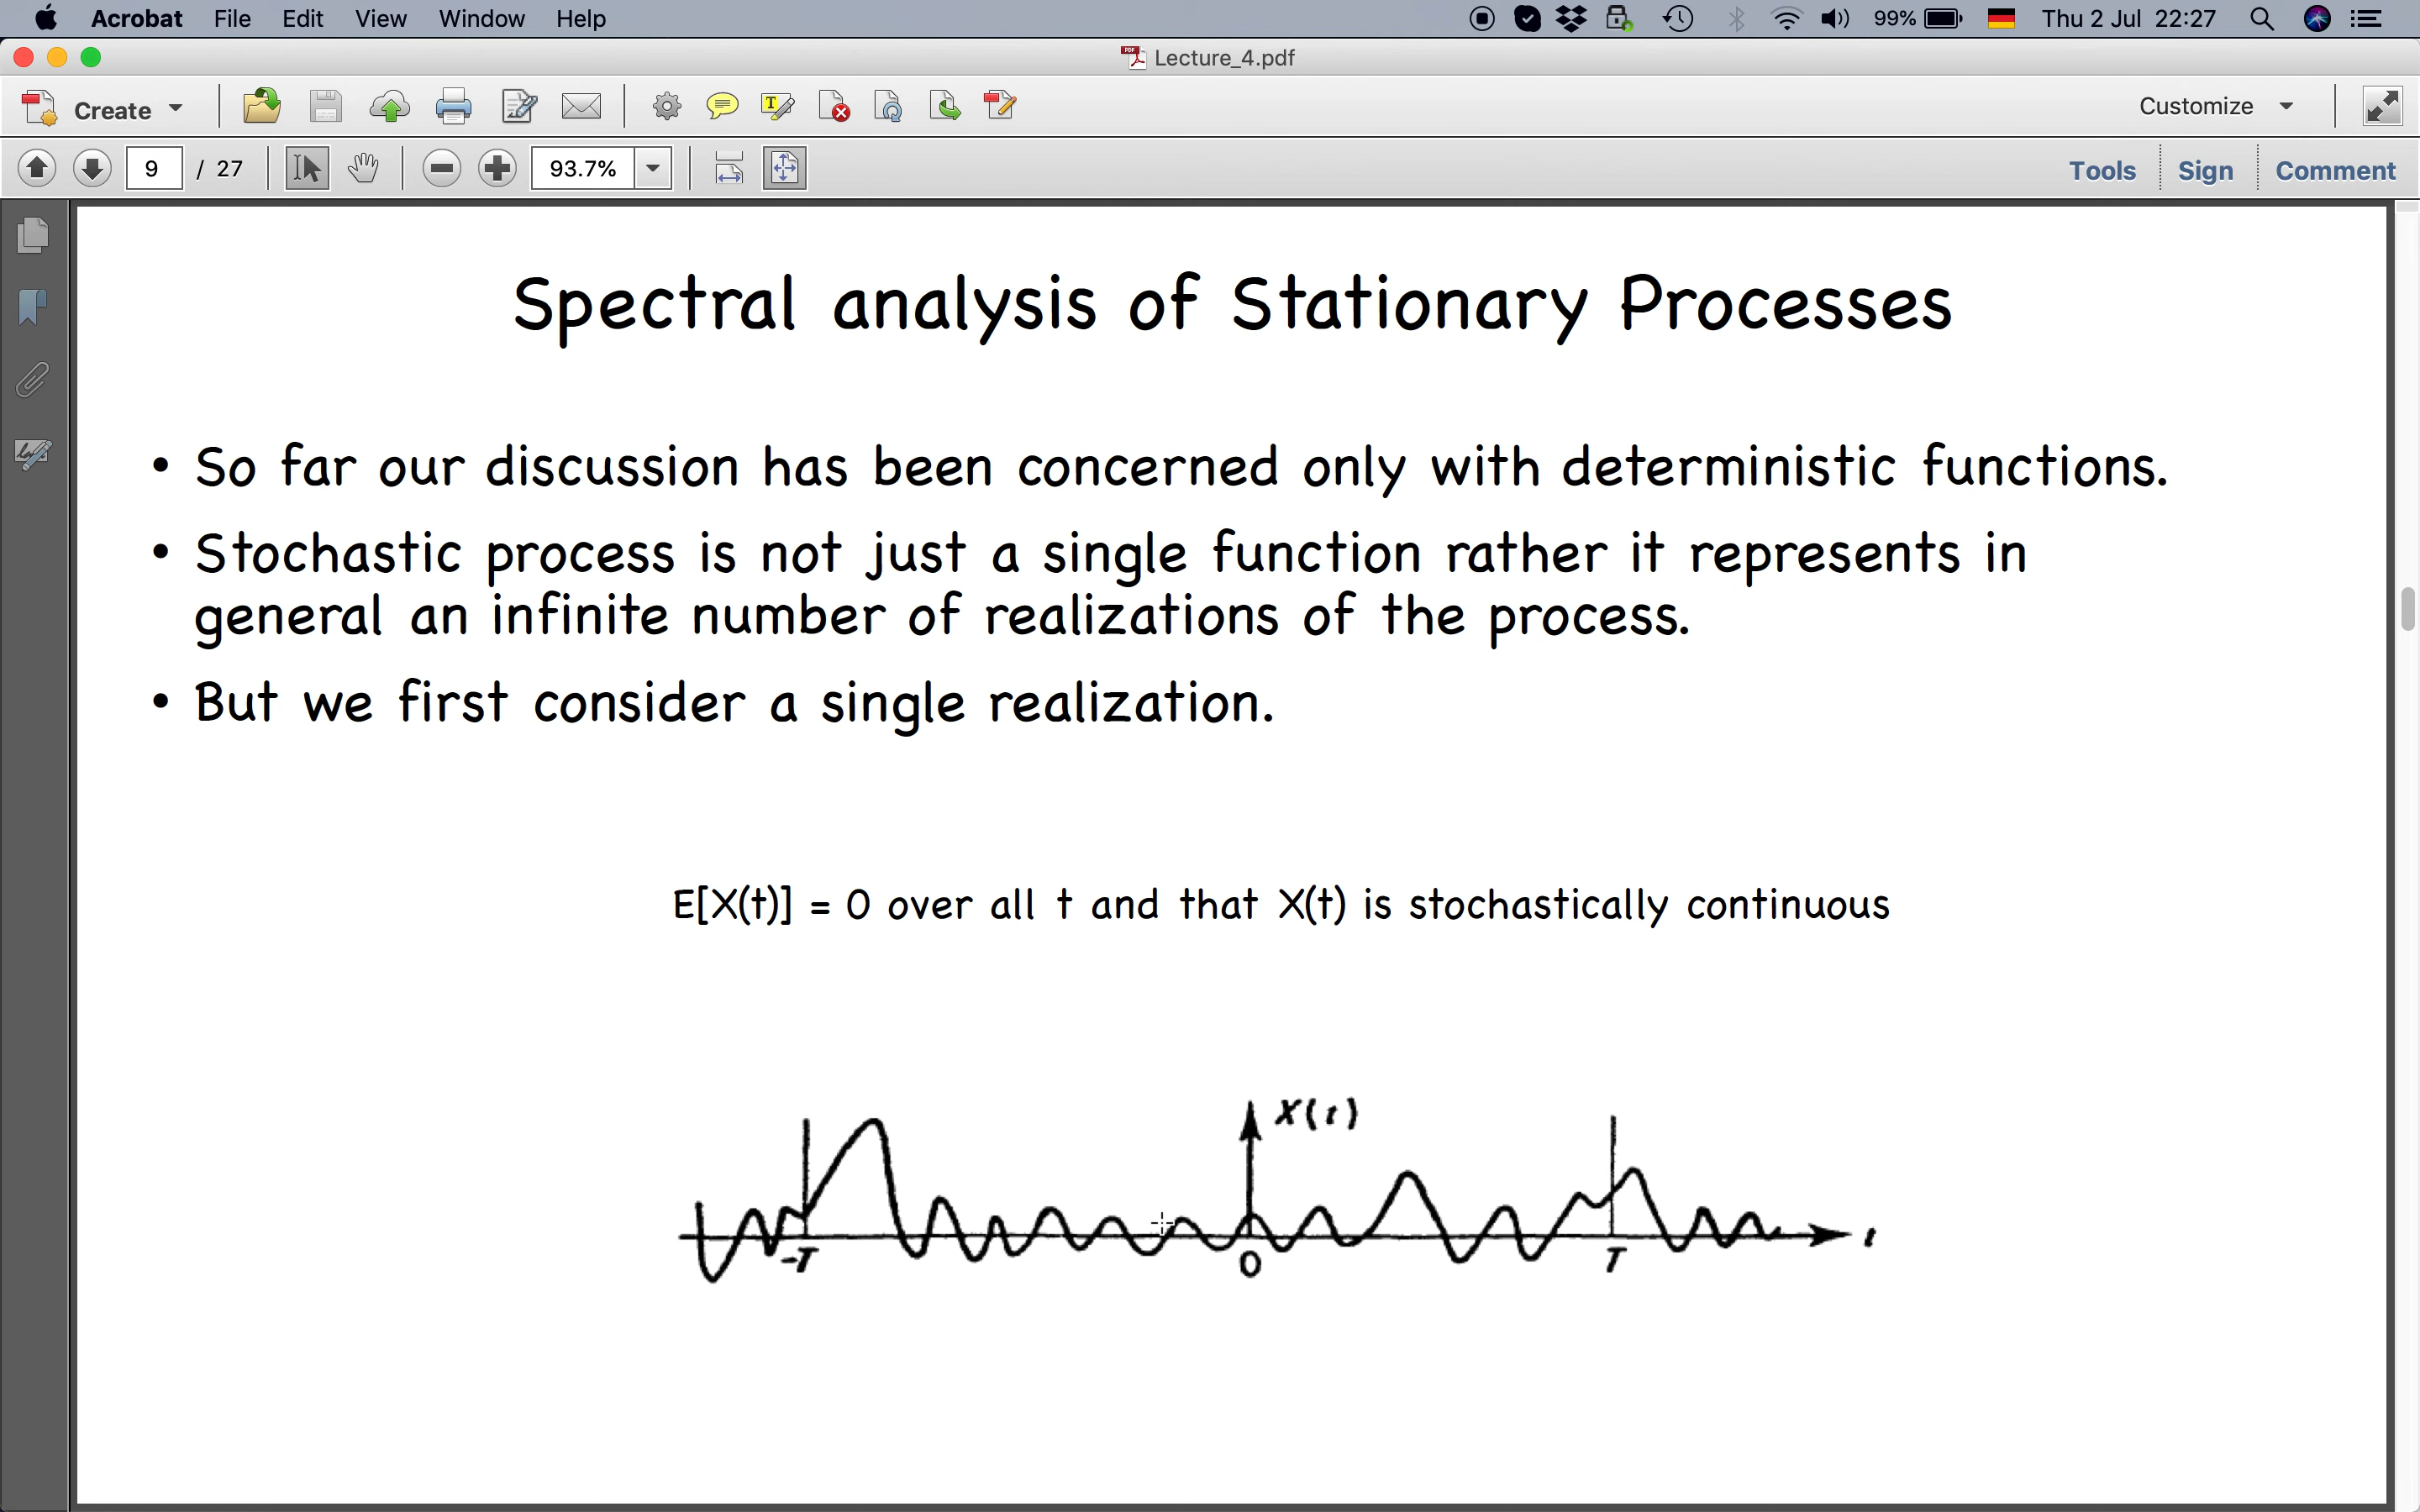 Acrobat File Edit View Window Help 99% Thu 2 Jul 22:27
Lecture_4.pdf
Create Customize
9 / 27 93.7% Tools Sign Comment
Spectral analysis of Stationary Processes
• So far our discussion has been concerned only with deterministic functions.
• Stochastic process is not just a single function rather it represents in
general an infinite number of realizations of the process.
• But we first consider a single realization.
E[X(t)] = 0 over all t and that X(t) is stochastically continuous
X(t)
-T 0 T t